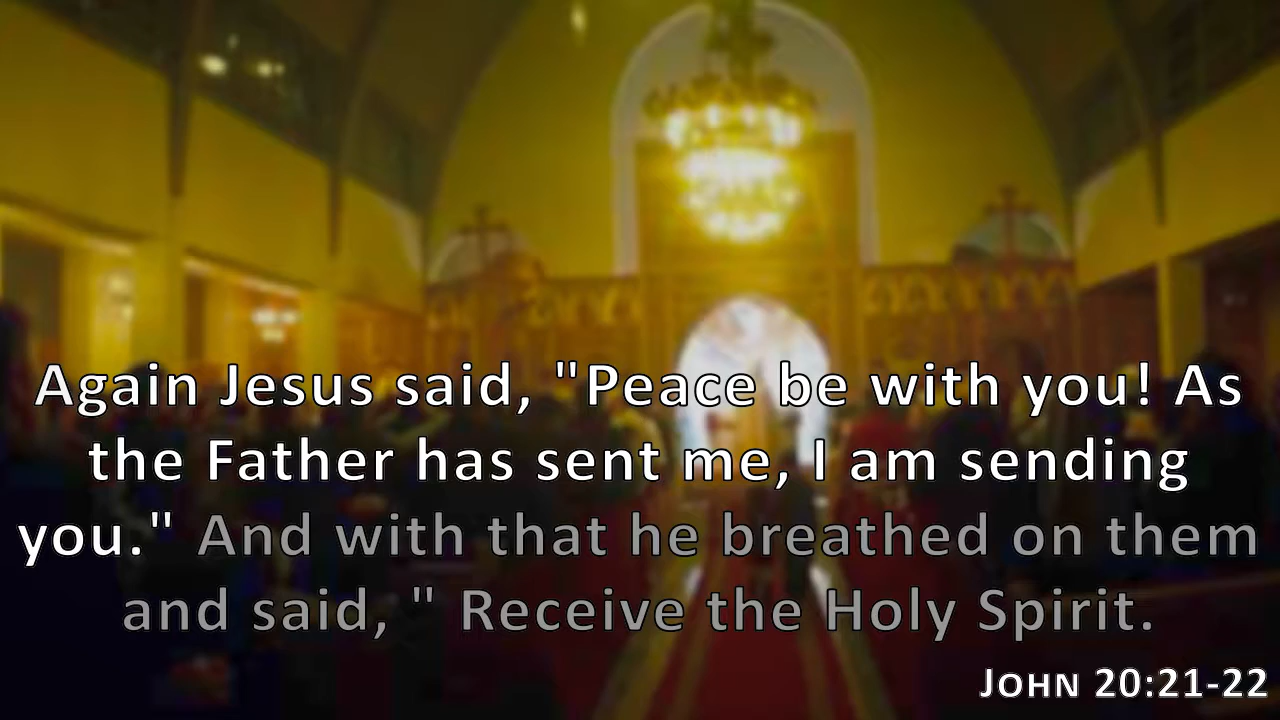 Again Jesus said, "Peace be with you! As
the Father has sent me, I am sending
you." And with that he breathed on them
and said, " Receive the Holy Spirit.
John 20:21-22